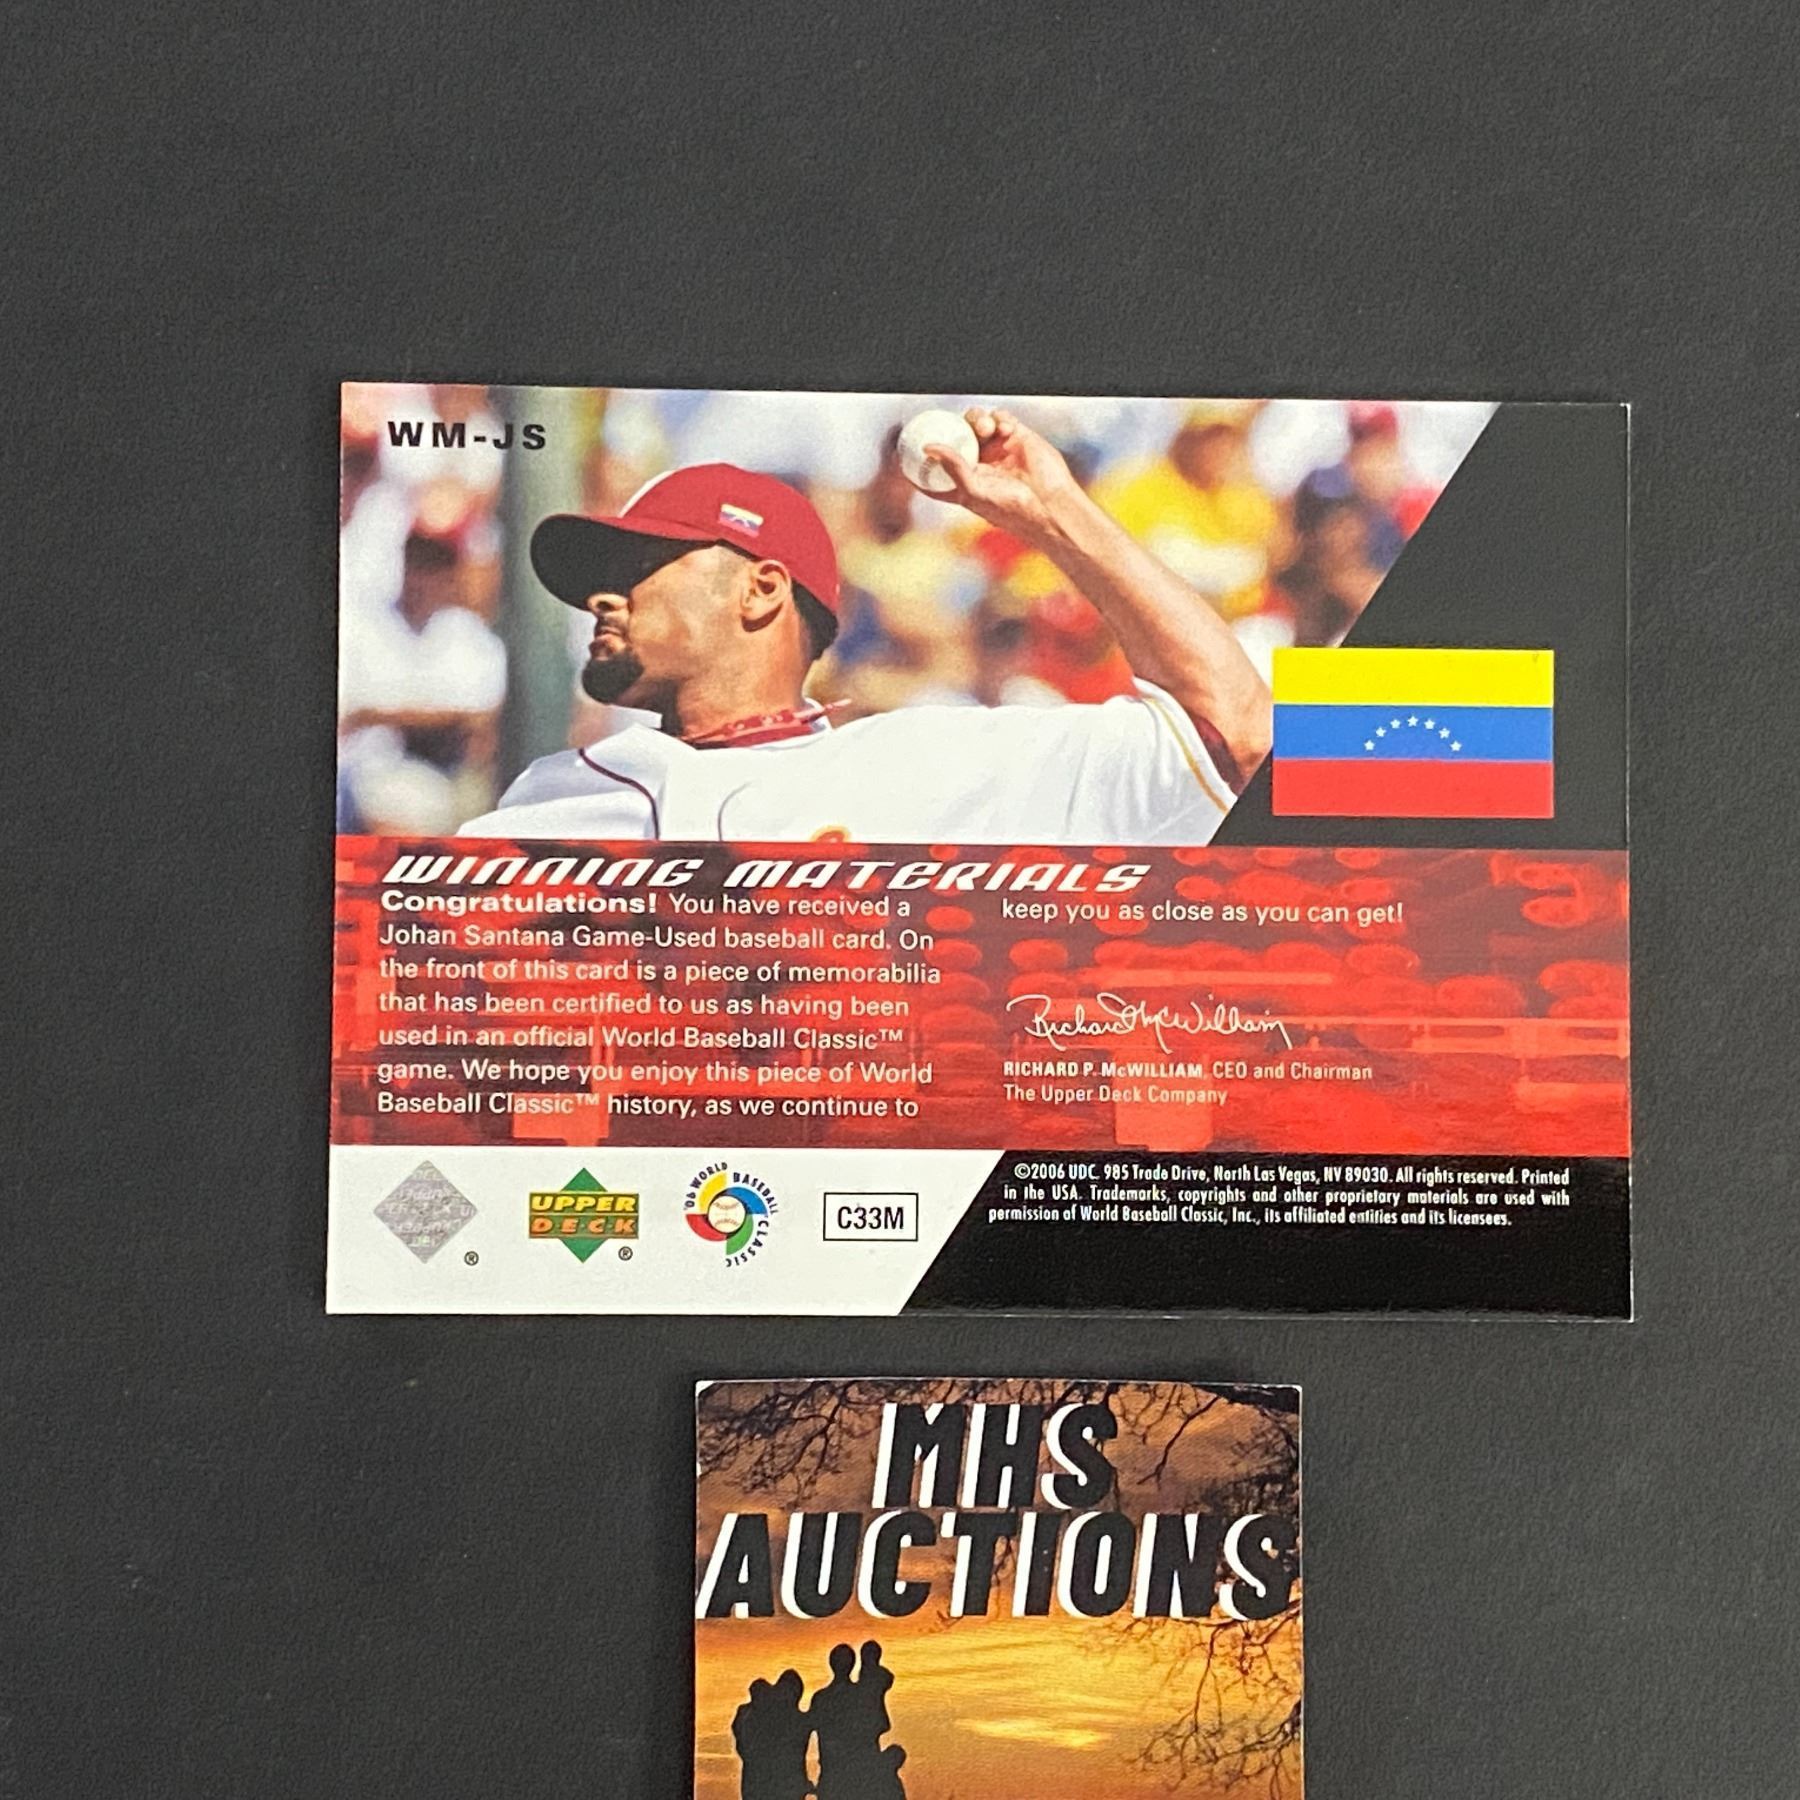 WM-JS
WINNING MATERIALS
Congratulations! You have received a
Johan Santana Game-Used baseball card. On
the front of this card is a piece of memorabilia
that has been certified to us as having been
used in an official World Baseball Classic™
game. We hope you enjoy this piece of World
Baseball Classic™ history, as we continue to
keep you as close as you can get!
Richard McWilliam
RICHARD P. McWILLIAM, CEO and Chairman
The Upper Deck Company
®
UPPER
DECK
®
'06 WORLD BASEBALL CLASSIC
C33M
©2006 UDC. 985 Trade Drive, North Las Vegas, NV 89030. All rights reserved. Printed
in the USA. Trademarks, copyrights and other proprietary materials are used with
permission of World Baseball Classic, Inc., its affiliated entities and its licensees.
MHS
AUCTIONS